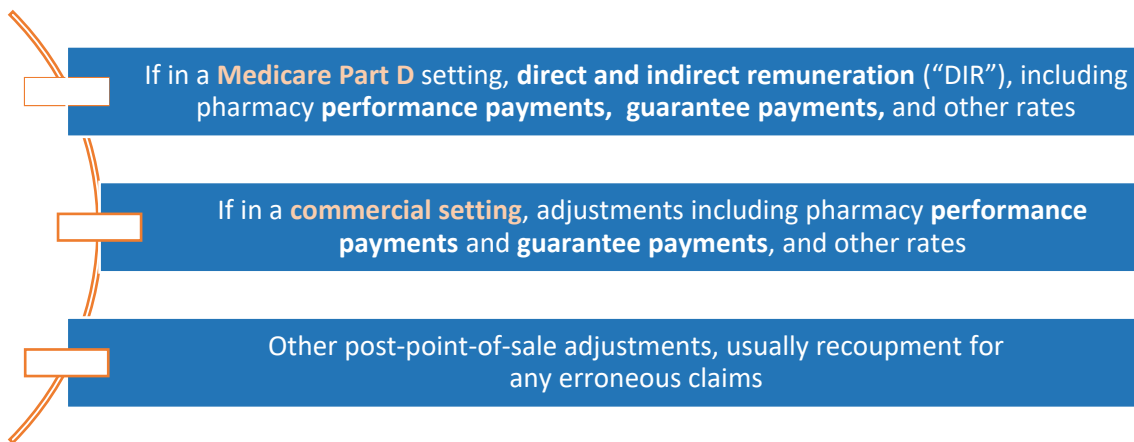 If in a Medicare Part D setting, direct and indirect remuneration (“DIR”), including
pharmacy performance payments,  guarantee payments, and other rates
If in a commercial setting, adjustments including pharmacy performance
payments and guarantee payments, and other rates
Other post-point-of-sale adjustments, usually recoupment for
any erroneous claims